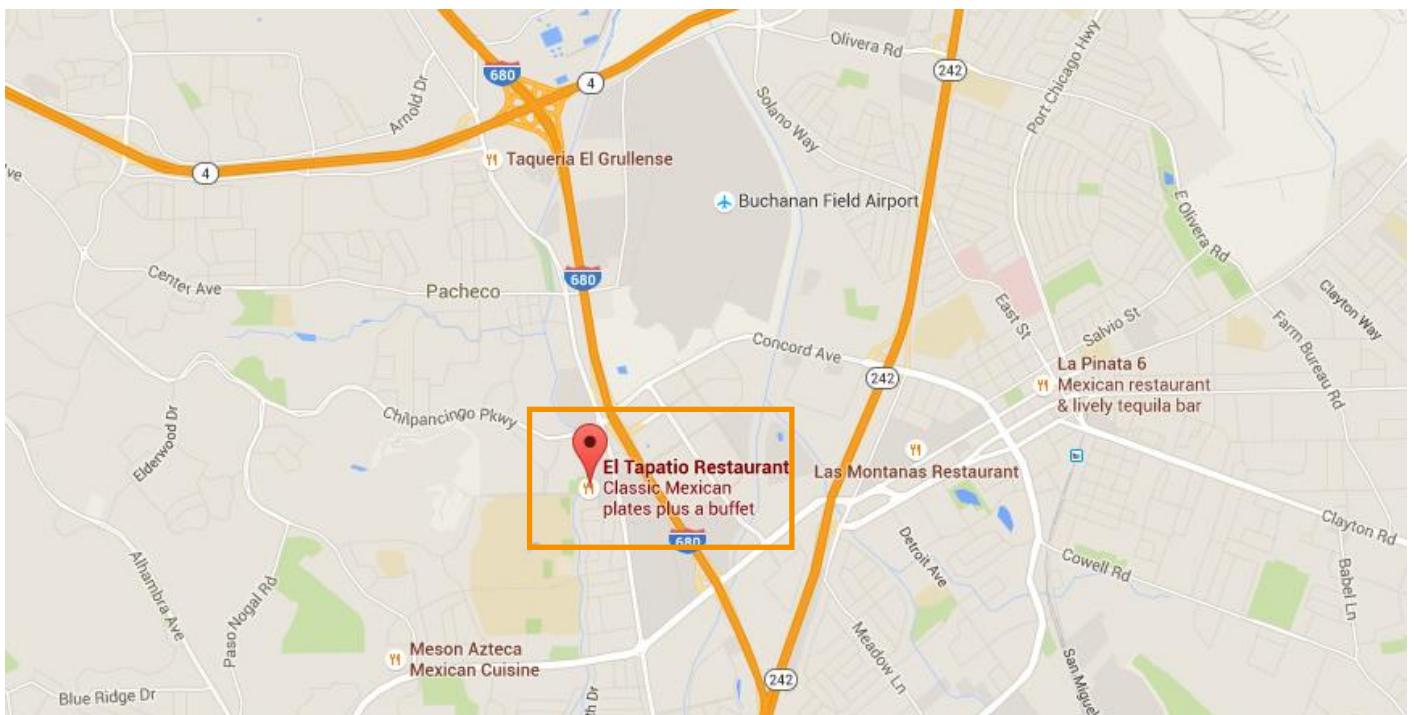 Olivera Rd
242
680
4
Port Chicago Hwy
Arnold Dr
Solano Way
Taqueria El Grullense
4
ve
Buchanan Field Airport
E Olivera Rd
Center Ave
680
Pacheco
Clayton Way
East St
Salvio St
Farm Bureau Rd
Concord Ave
242
La Pinata 6
Mexican restaurant
& lively tequila bar
Chilpancingo Pkwy
Elderwood Dr
El Tapatio Restaurant
Classic Mexican
plates plus a buffet
Las Montanas Restaurant
680
Clayton Rd
Detroit Ave
Cowell Rd
Babel Ln
Alhambra Ave
Paso Nogal Rd
Meson Azteca
Mexican Cuisine
Meadow Ln
San Miguel
242
Blue Ridge Dr
th Dr